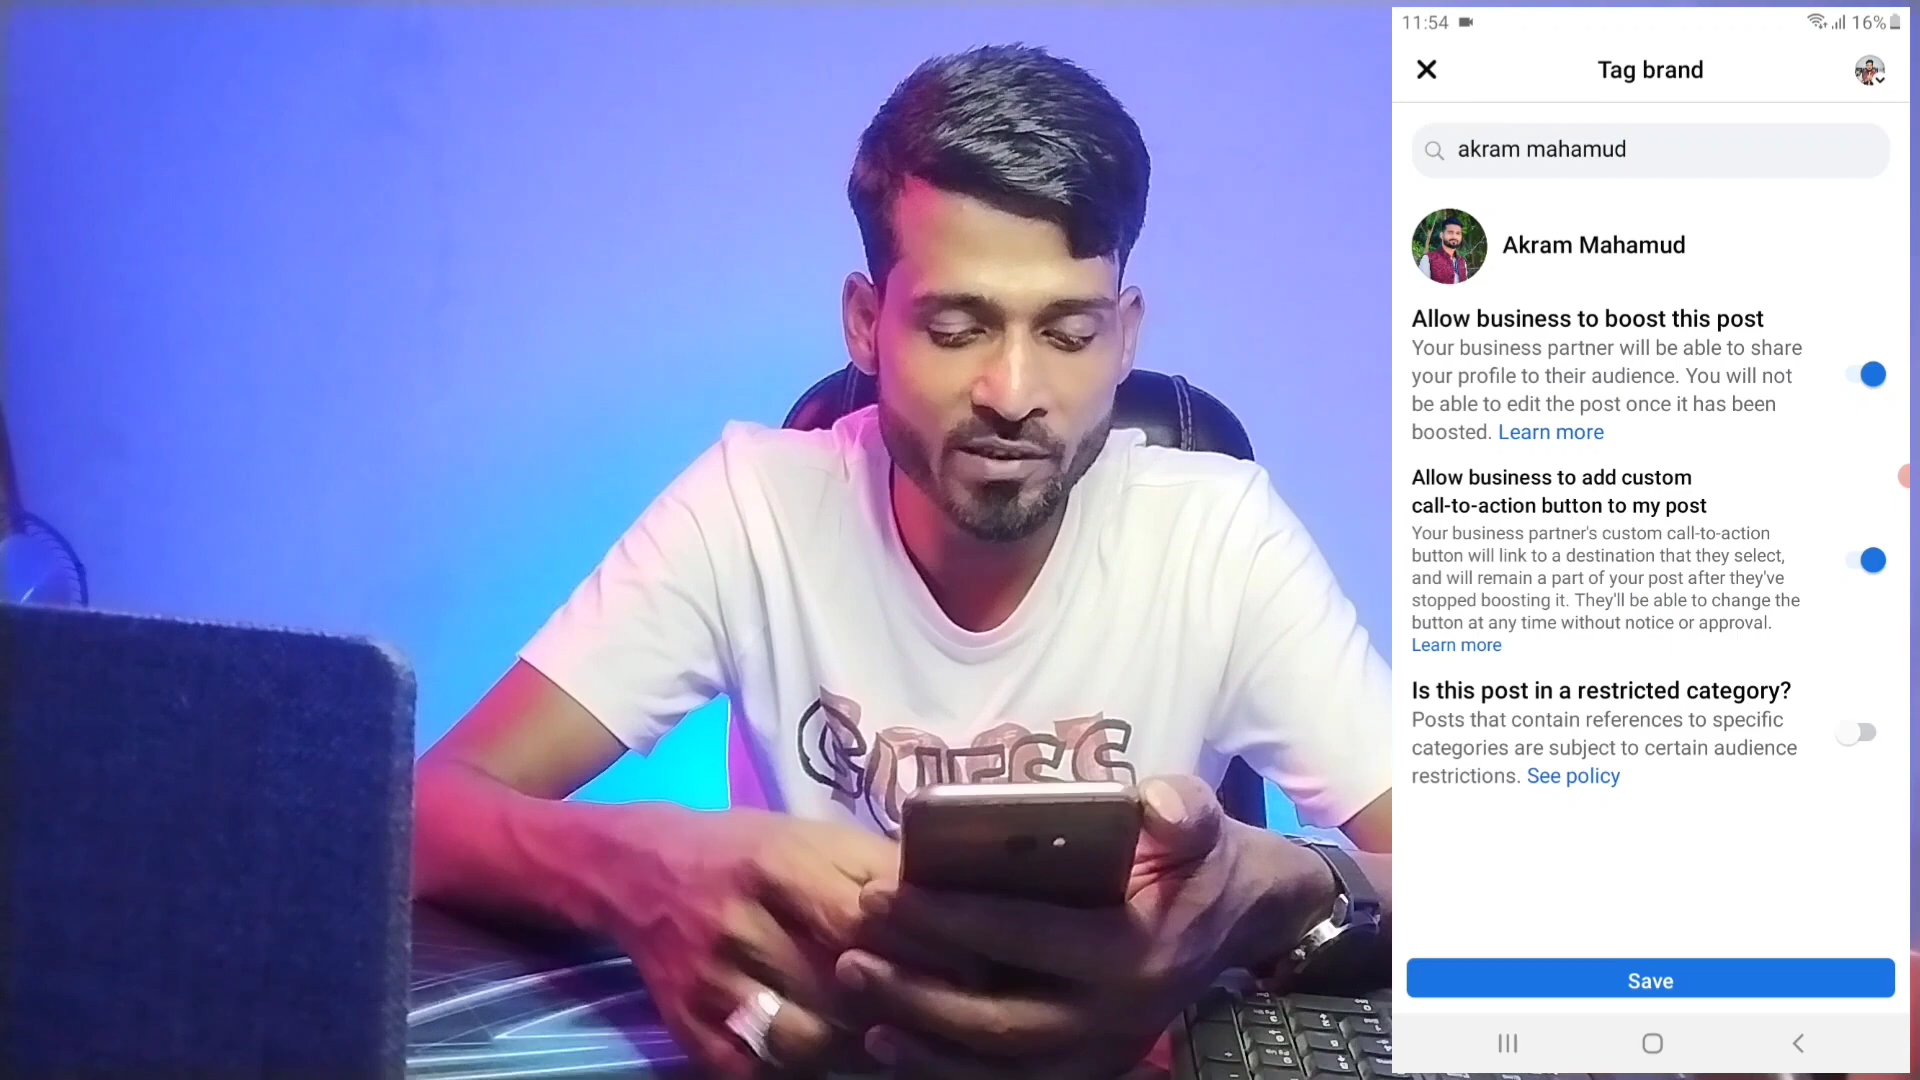 11:54
16%
Tag brand
akram mahamud
Akram Mahamud
Allow business to boost this post
Your business partner will be able to share
your profile to their audience. You will not
be able to edit the post once it has been
boosted. Learn more
Allow business to add custom
call-to-action button to my post
Your business partner's custom call-to-action
button will link to a destination that they select,
and will remain a part of your post after they've
stopped boosting it. They'll be able to change the
button at any time without notice or approval.
Learn more
Is this post in a restricted category?
Posts that contain references to specific
categories are subject to certain audience
restrictions. See policy
Save
GUESS